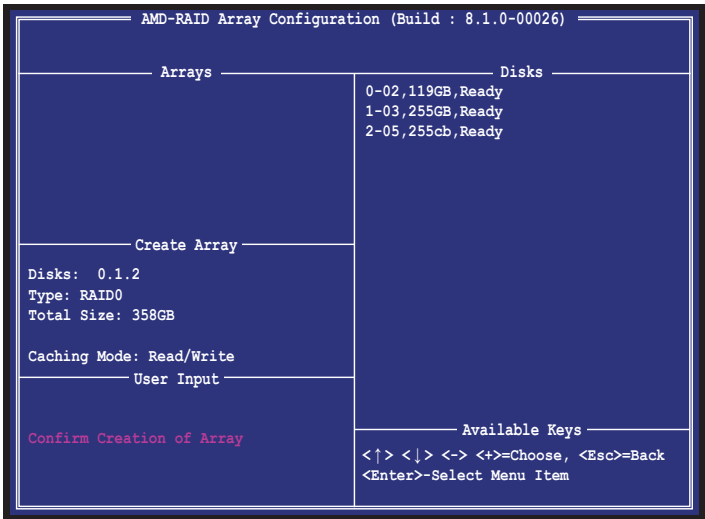 AMD-RAID Array Configuration (Build : 8.1.0-00026)
Arrays
Create Array
Disks: 0.1.2
Type: RAID0
Total Size: 358GB
Caching Mode: Read/Write
User Input
Confirm Creation of Array
Disks
0-02,119GB,Ready
1-03,255GB,Ready
2-05,255cb,Ready
Available Keys
<↑> <↓> <-> <+>=Choose, <Esc>=Back
<Enter>-Select Menu Item